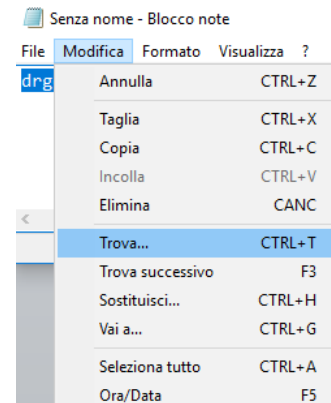 Senza nome - Blocco note
File Modifica Formato Visualizza ?
drg
Annulla CTRL+Z
Taglia CTRL+X
Copia CTRL+C
Incolla CTRL+V
Elimina CANC
Trova... CTRL+T
Trova successivo F3
Sostituisci... CTRL+H
Vai a... CTRL+G
Seleziona tutto CTRL+A
Ora/Data F5